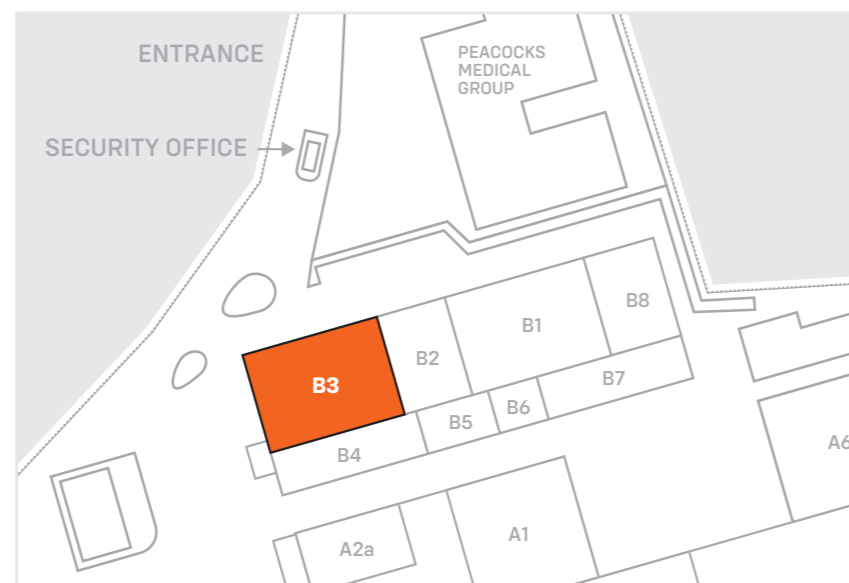 ENTRANCE
PEACOCKS
MEDICAL
GROUP
SECURITY OFFICE
B8
B1
B2
B3
B7
B6
B5
B4
A6
A1
A2a